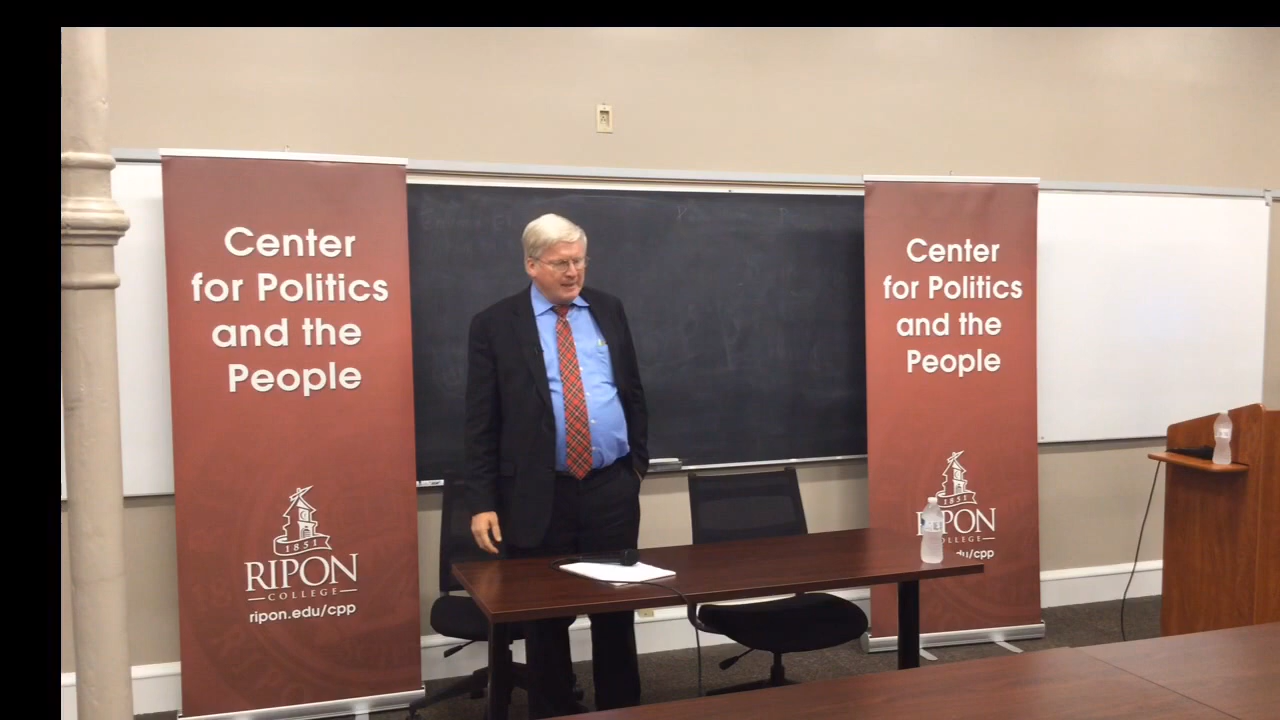 Center
for Politics
and the
People
1851
RIPON
COLLEGE
ripon.edu/cpp
Center
for Politics
and the
People
1851
RIPON
COLLEGE